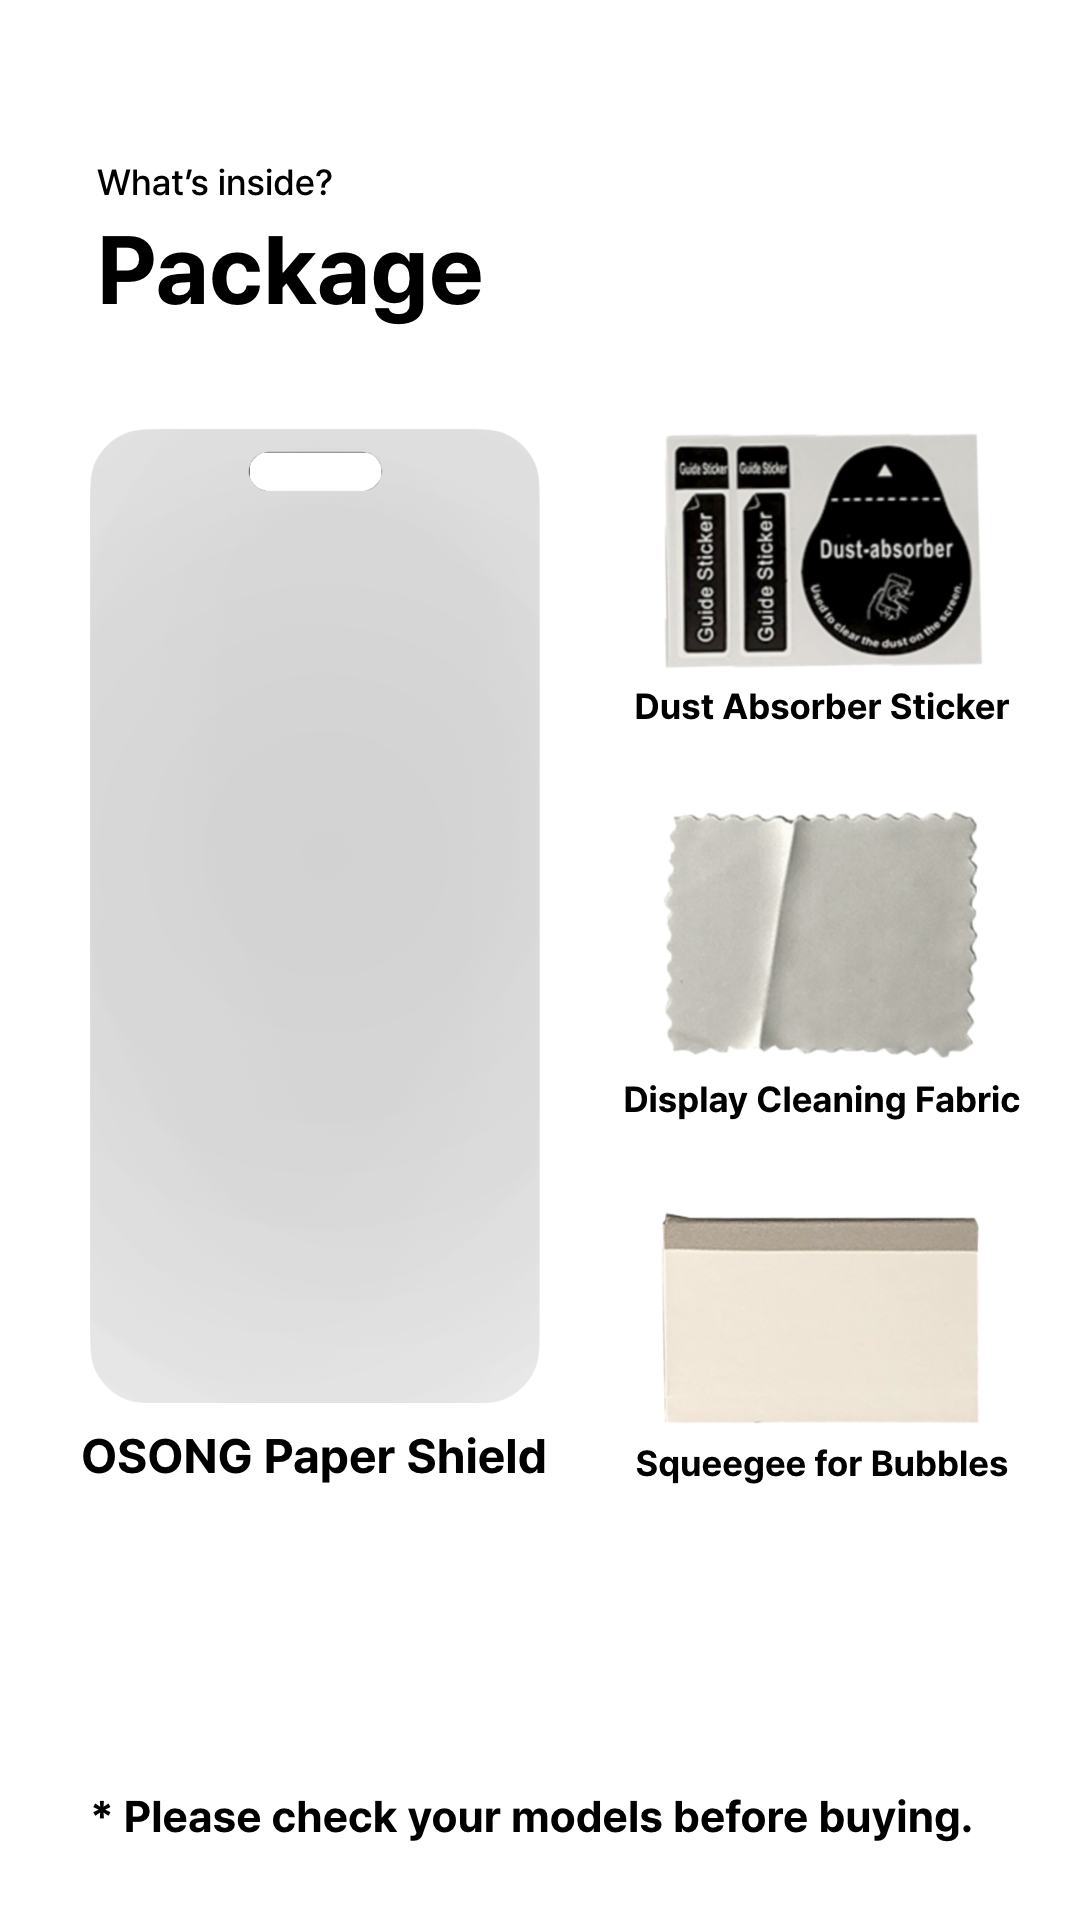 What's inside?
Package
Guide Sticker
Guide Sticker
Guide Sticker
Guide Sticker
Dust-absorber
Used to clear the dust on the screen.
Dust Absorber Sticker
Display Cleaning Fabric
OSONG Paper Shield
Squeegee for Bubbles
* Please check your models before buying.